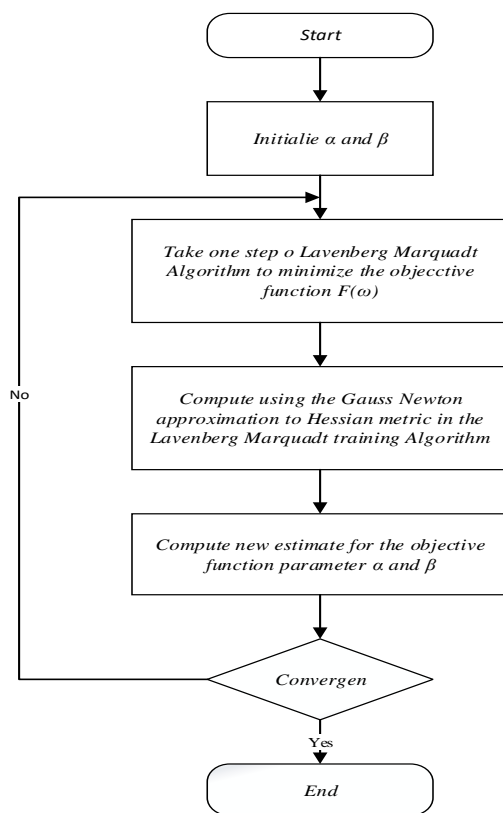 Start
Initialie α and β
Take one step o Lavenberg Marquadt
Algorithm to minimize the objecctive
function F(ω)
No
Compute using the Gauss Newton
approximation to Hessian metric in the
Lavenberg Marquadt training Algorithm
Compute new estimate for the objective
function parameter α and β
Convergen
Yes
End